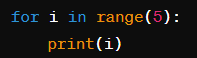 for i in range(5):
    print(i)